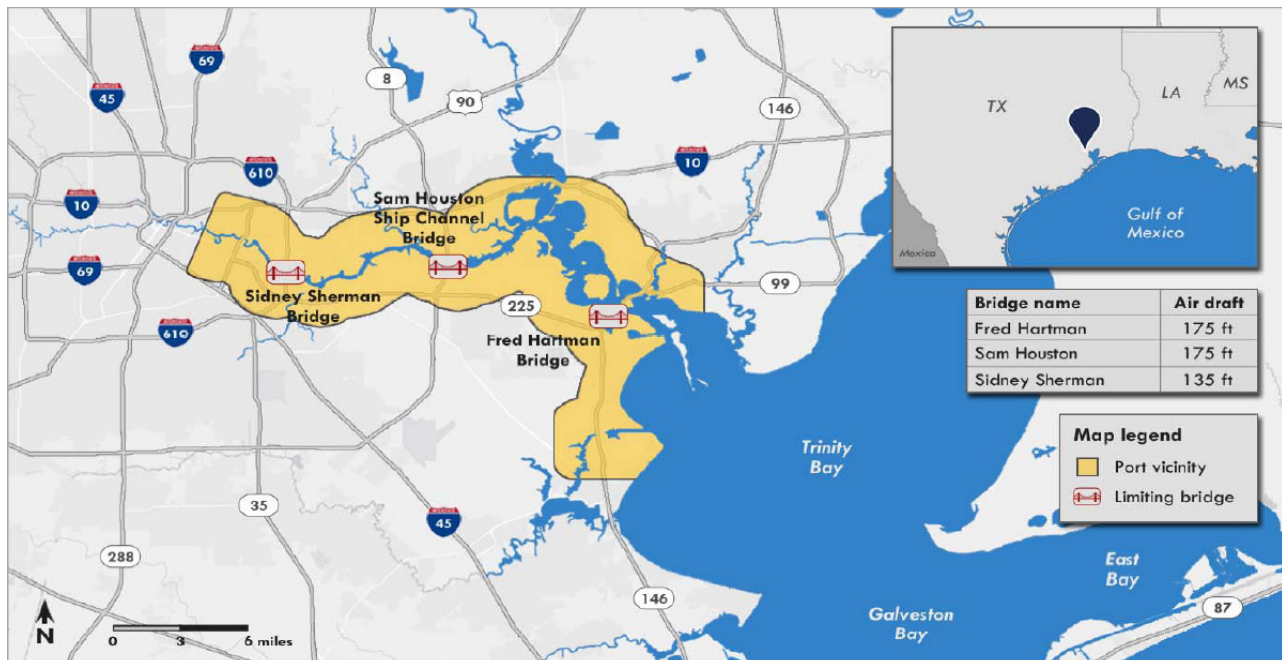 69
45
8
90
146
10
610
10
69
610
Sam Houston
Ship Channel
Bridge
Sidney Sherman
Bridge
225
Fred Hartman
Bridge
99
35
45
288
146
87
Trinity
Bay
Galveston
Bay
East
Bay
TX
LA
MS
Gulf of
Mexico
Mexico
Bridge name Air draft
Fred Hartman 175 ft
Sam Houston 175 ft
Sidney Sherman 135 ft
Map legend
Port vicinity
Limiting bridge
N
0 3 6 miles